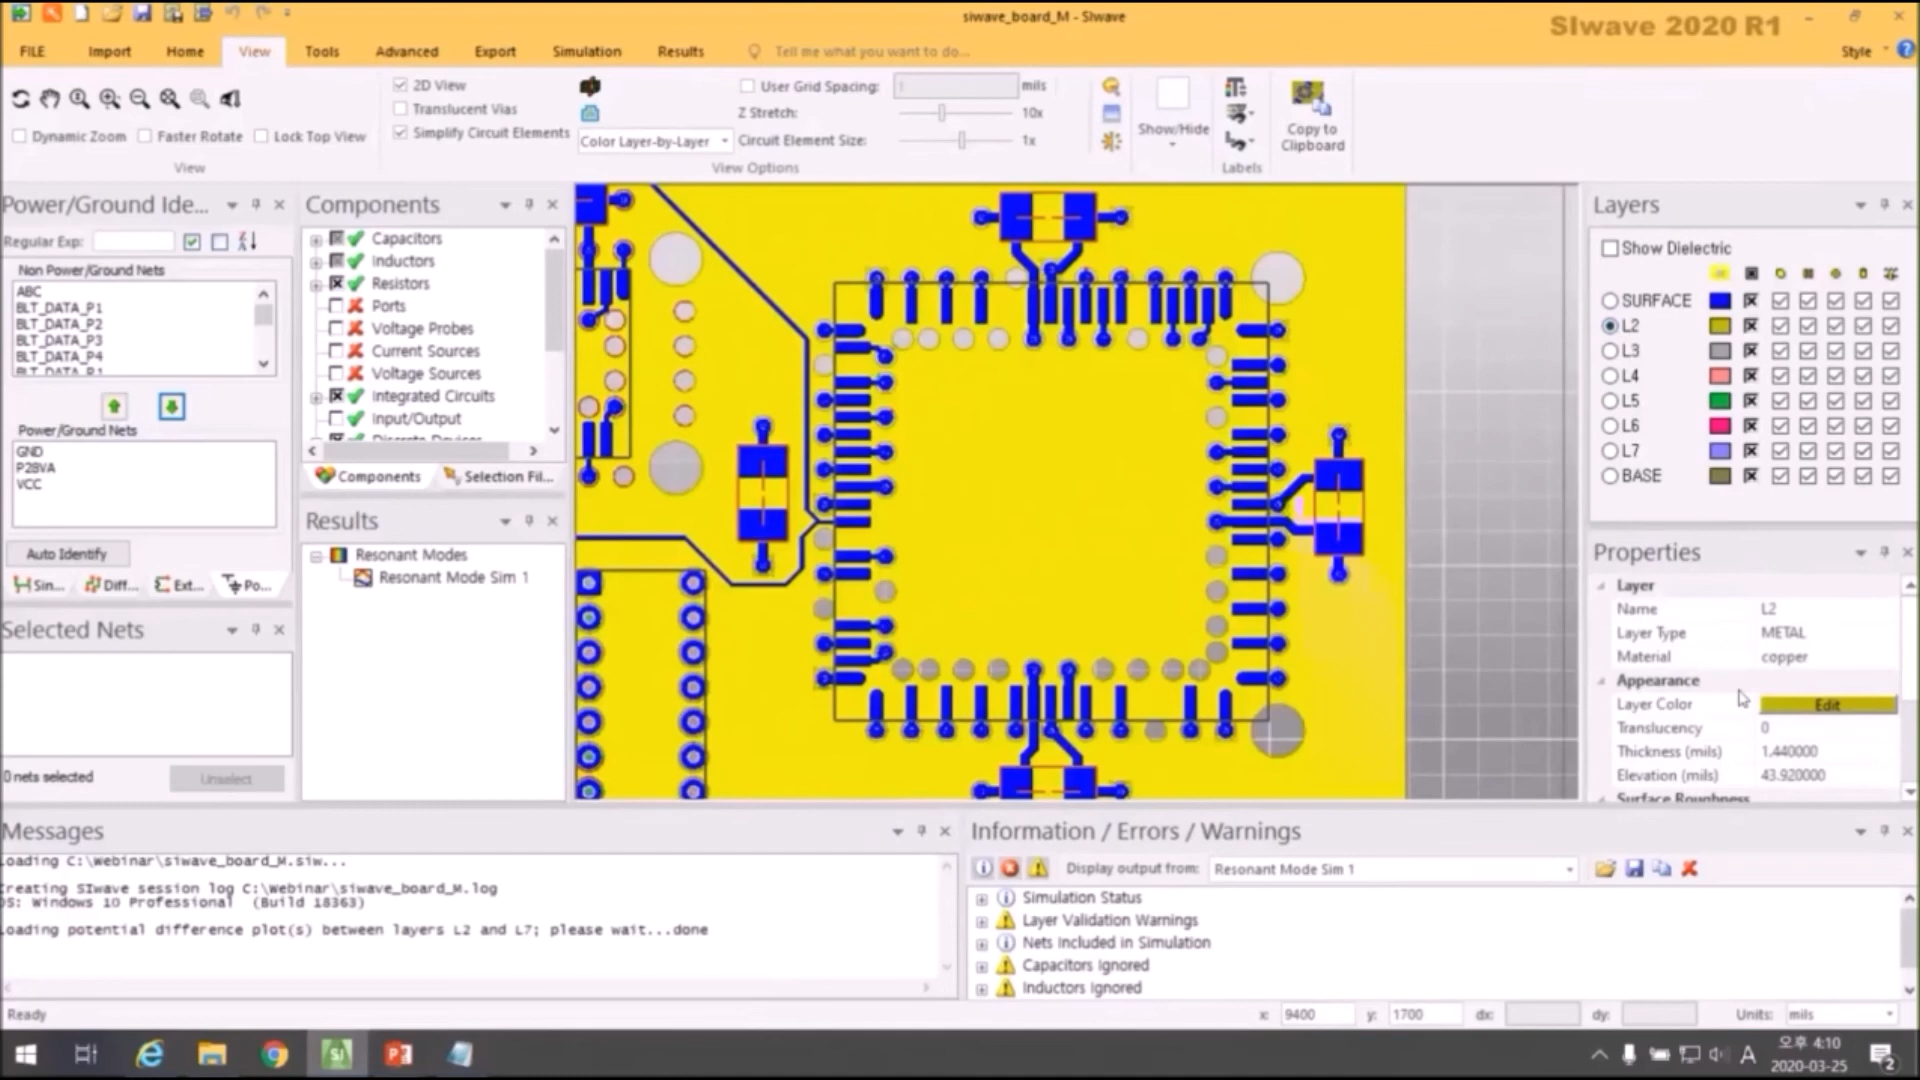 siwave_board_M - SIwave
SIwave 2020 R1
FILE
Import
Home
View
Tools
Advanced
Export
Simulation
Results
Tell me what you want to do...
Style
2D View
Translucent Vias
Simplify Circuit Elements
Dynamic Zoom
Faster Rotate
Lock Top View
View
Color Layer-by-Layer
User Grid Spacing:
1
mils
Z Stretch:
10x
Circuit Element Size:
1x
View Options
Show/Hide
Labels
Copy to
Clipboard
Power/Ground Ide...
Regular Exp:
Non Power/Ground Nets
ABC
BLT_DATA_P1
BLT_DATA_P2
BLT_DATA_P3
BLT_DATA_P4
Power/Ground Nets
GND
P28VA
VCC
Auto Identify
Sin...
Diff...
Ext...
Po...
Selected Nets
0 nets selected
Unselect
Components
Capacitors
Inductors
Resistors
Ports
Voltage Probes
Current Sources
Voltage Sources
Integrated Circuits
Input/Output
Discrete Devices
Components
Selection Fil...
Results
Resonant Modes
Resonant Mode Sim 1
Layers
Show Dielectric
SURFACE
L2
L3
L4
L5
L6
L7
BASE
Properties
Layer
Name L2
Layer Type METAL
Material copper
Appearance
Layer Color Edit
Translucency 0
Thickness (mils) 1.440000
Elevation (mils) 43.920000
Surface Roughness
Messages
Loading C:\Webinar\siwave_board_M.siw...
Creating SIwave session log C:\Webinar\siwave_board_M.log
OS: Windows 10 Professional (Build 18363)
Loading potential difference plot(s) between layers L2 and L7; please wait...done
Information / Errors / Warnings
Display output from:
Resonant Mode Sim 1
Simulation Status
Layer Validation Warnings
Nets Included in Simulation
Capacitors Ignored
Inductors Ignored
Ready
x: 9400
y: 1700
dx:
dy:
Units: mils
SI
A
오후 4:10
2020-03-25
2